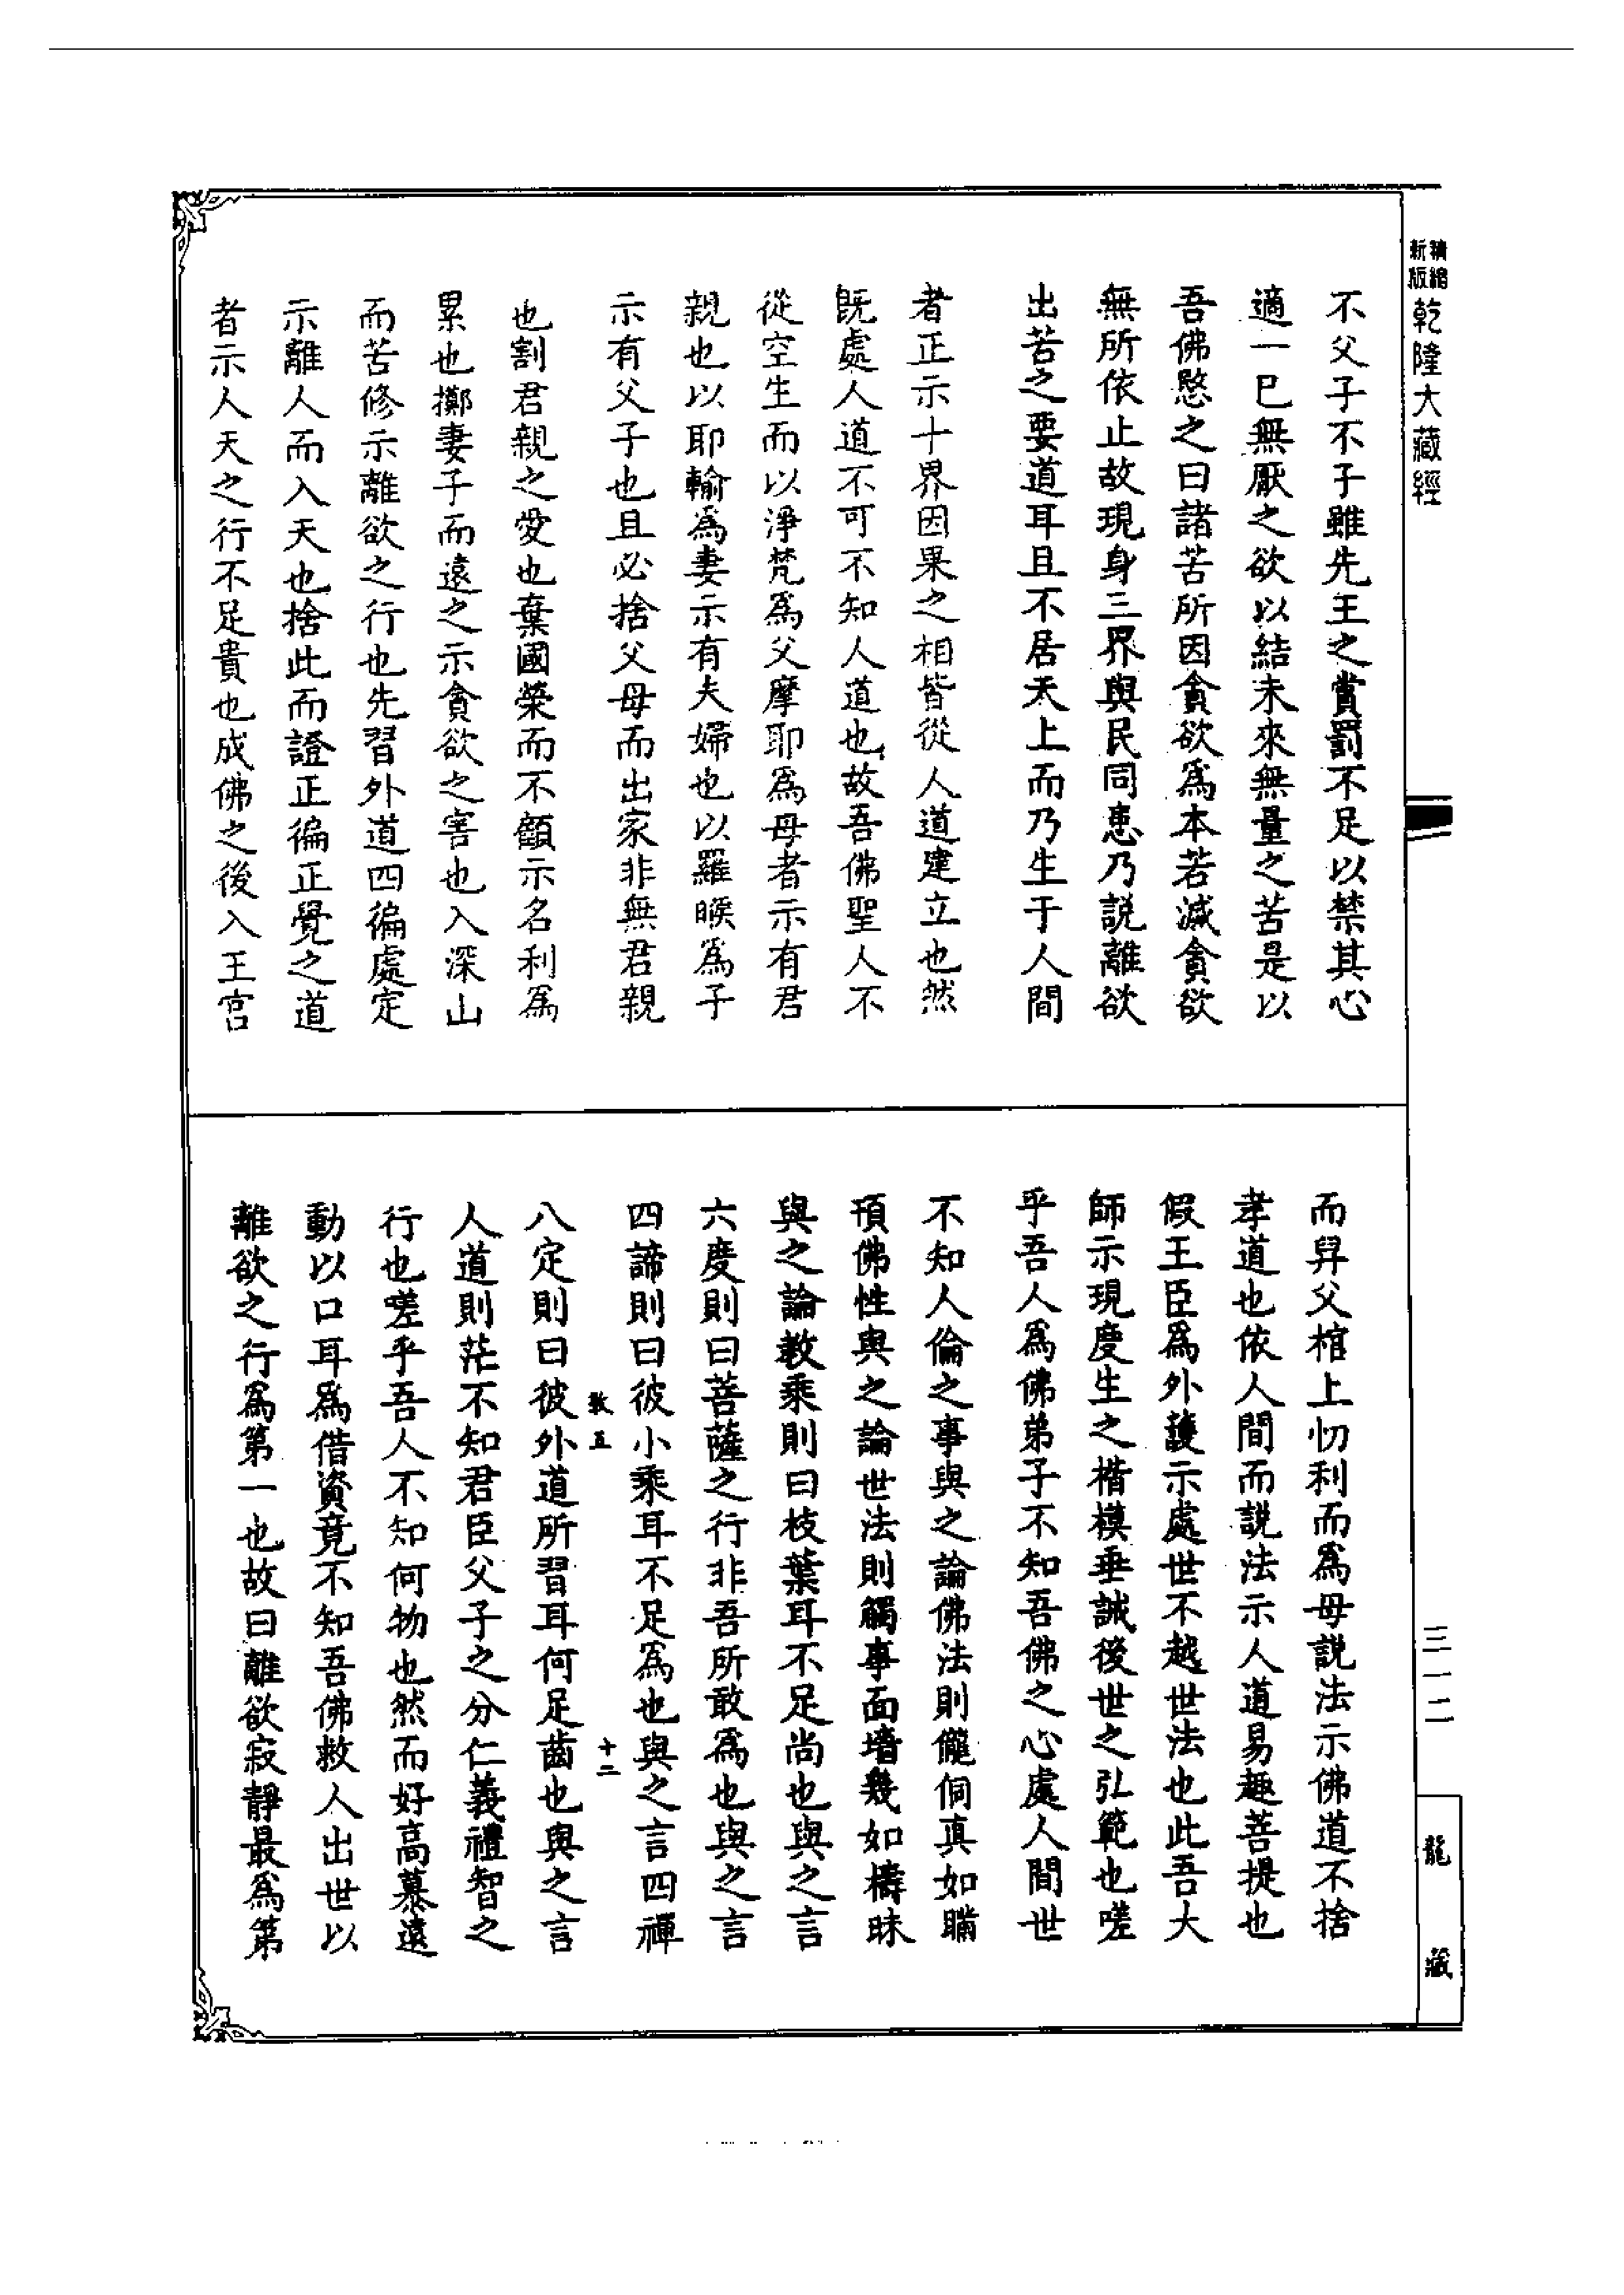 精縮新版乾隆大藏經
不父子不子雖先王之賞罰不足以禁其心
適一已無厭之欲以結未來無量之苦是以
吾佛愍之曰諸苦所因貪欲爲本若滅貪欲
無所依止故現身三界與民同患乃說離欲
出苦之要道耳且不居天上而乃生于人間
者正示十界因果之相皆從人道建立也然
既處人道不可不知人道也故吾佛聖人不
從空生而以淨梵爲父摩耶爲母者示有君
親也以耶輸爲妻示有夫婦也以羅睺爲子
示有父子也且必捨父母而出家非無君親
也割君親之愛也棄國榮而不顧示名利爲
累也擲妻子而遠之示貪欲之害也入深山
而苦修示離欲之行也先習外道四徧處定
示離人而入天也捨此而證正徧正覺之道
者示人天之行不足貴也成佛之後入王宮
而舁父棺上忉利而爲母說法示佛道不捨
孝道也依人間而說法示人道易趣菩提也
假王臣爲外護示處世不越世法也此吾大
師示現度生之楷模垂誡後世之弘範也嗟
乎吾人爲佛弟子不知吾佛之心處人間世
不知人倫之事與之論佛法則儱侗真如瞞
頇佛性與之論世法則觸事面墻幾如檮昧
與之論教乘則曰枝葉耳不足尚也與之言
六度則曰菩薩之行非吾所敢爲也與之言
四諦則曰彼小乘耳不足爲也與之言四禪
敦五 十二
八定則曰彼外道所習耳何足齒也與之言
人道則茫不知君臣父子之分仁義禮智之
行也嗟乎吾人不知何物也然而好高慕遠
動以口耳爲借資竟不知吾佛救人出世以
離欲之行爲第一也故曰離欲寂靜最爲第
三一二
龍藏